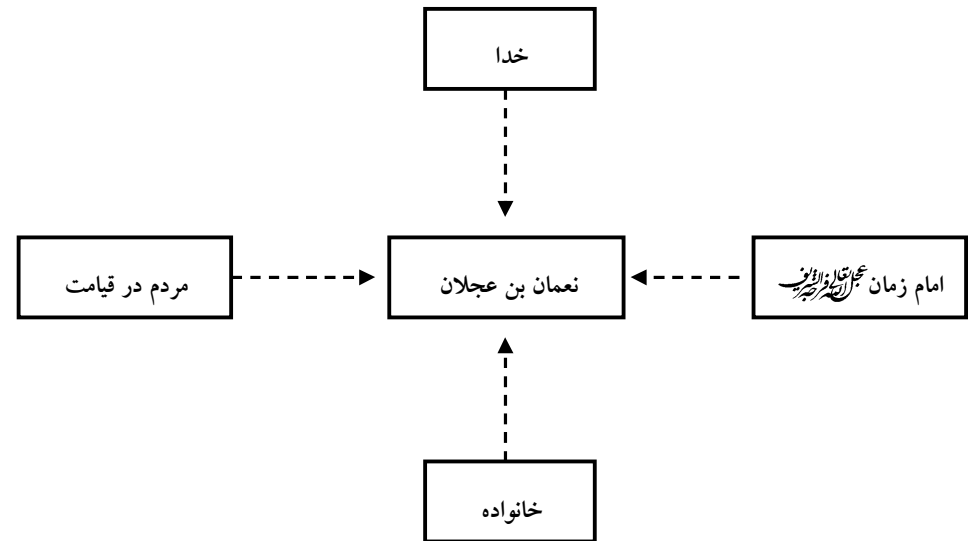 خدا
امام زمان عجل الله تعالی فرجه الشریف
نعمان بن عجلان
مردم در قیامت
خانواده